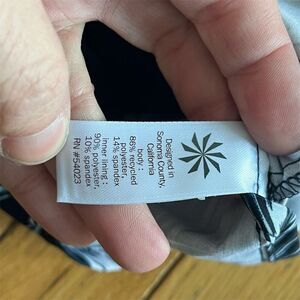 Designed in
Sonoma County,
California
body :
86% recycled
polyester,
14% spandex
inner lining :
90% polyester,
10% spandex
RN #54023